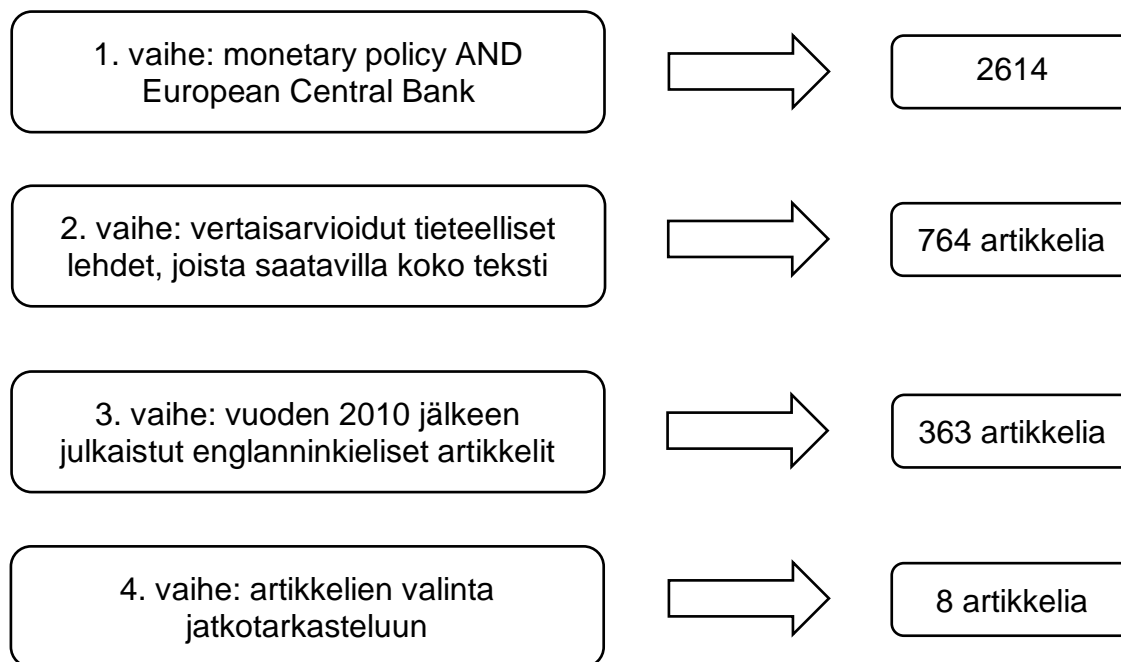 1. vaihe: monetary policy AND
European Central Bank
2614
2. vaihe: vertaisarvioidut tieteelliset
lehdet, joista saatavilla koko teksti
764 artikkelia
3. vaihe: vuoden 2010 jälkeen
julkaistut englanninkieliset artikkelit
363 artikkelia
4. vaihe: artikkelien valinta
jatkotarkasteluun
8 artikkelia